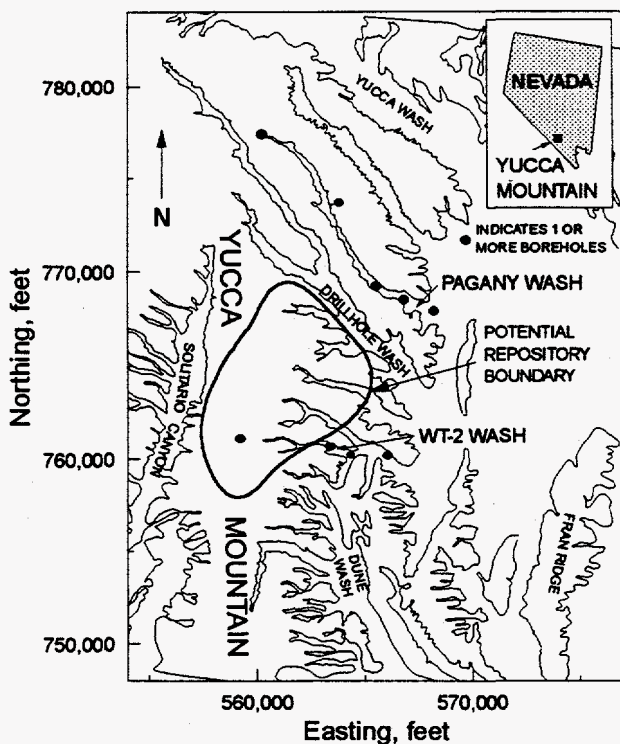 780,000
770,000
760,000
750,000
Northing, feet
560,000
570,000
Easting, feet
N
YUCCA WASH
NEVADA
YUCCA
MOUNTAIN
INDICATES 1 OR
MORE BOREHOLES
PAGANY WASH
DRILLHOLE WASH
POTENTIAL
REPOSITORY
BOUNDARY
WT-2 WASH
YUCCA
MOUNTAIN
SOLITARIO CANYON
DUNE
WASH
FRAN RIDGE